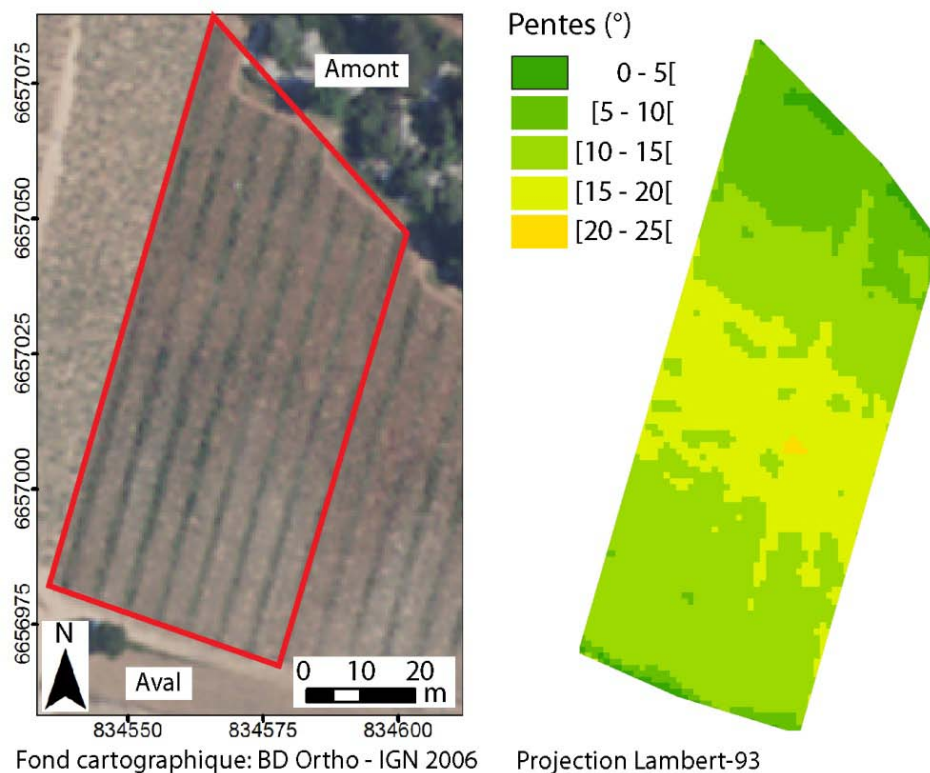 Amont
6657075
6657050
6657025
6657000
6656975
N
Aval
0 10 20
m
834550 834575 834600
Fond cartographique: BD Ortho - IGN 2006
Pentes (°)
0 - 5[
[5 - 10[
[10 - 15[
[15 - 20[
[20 - 25[
Projection Lambert-93